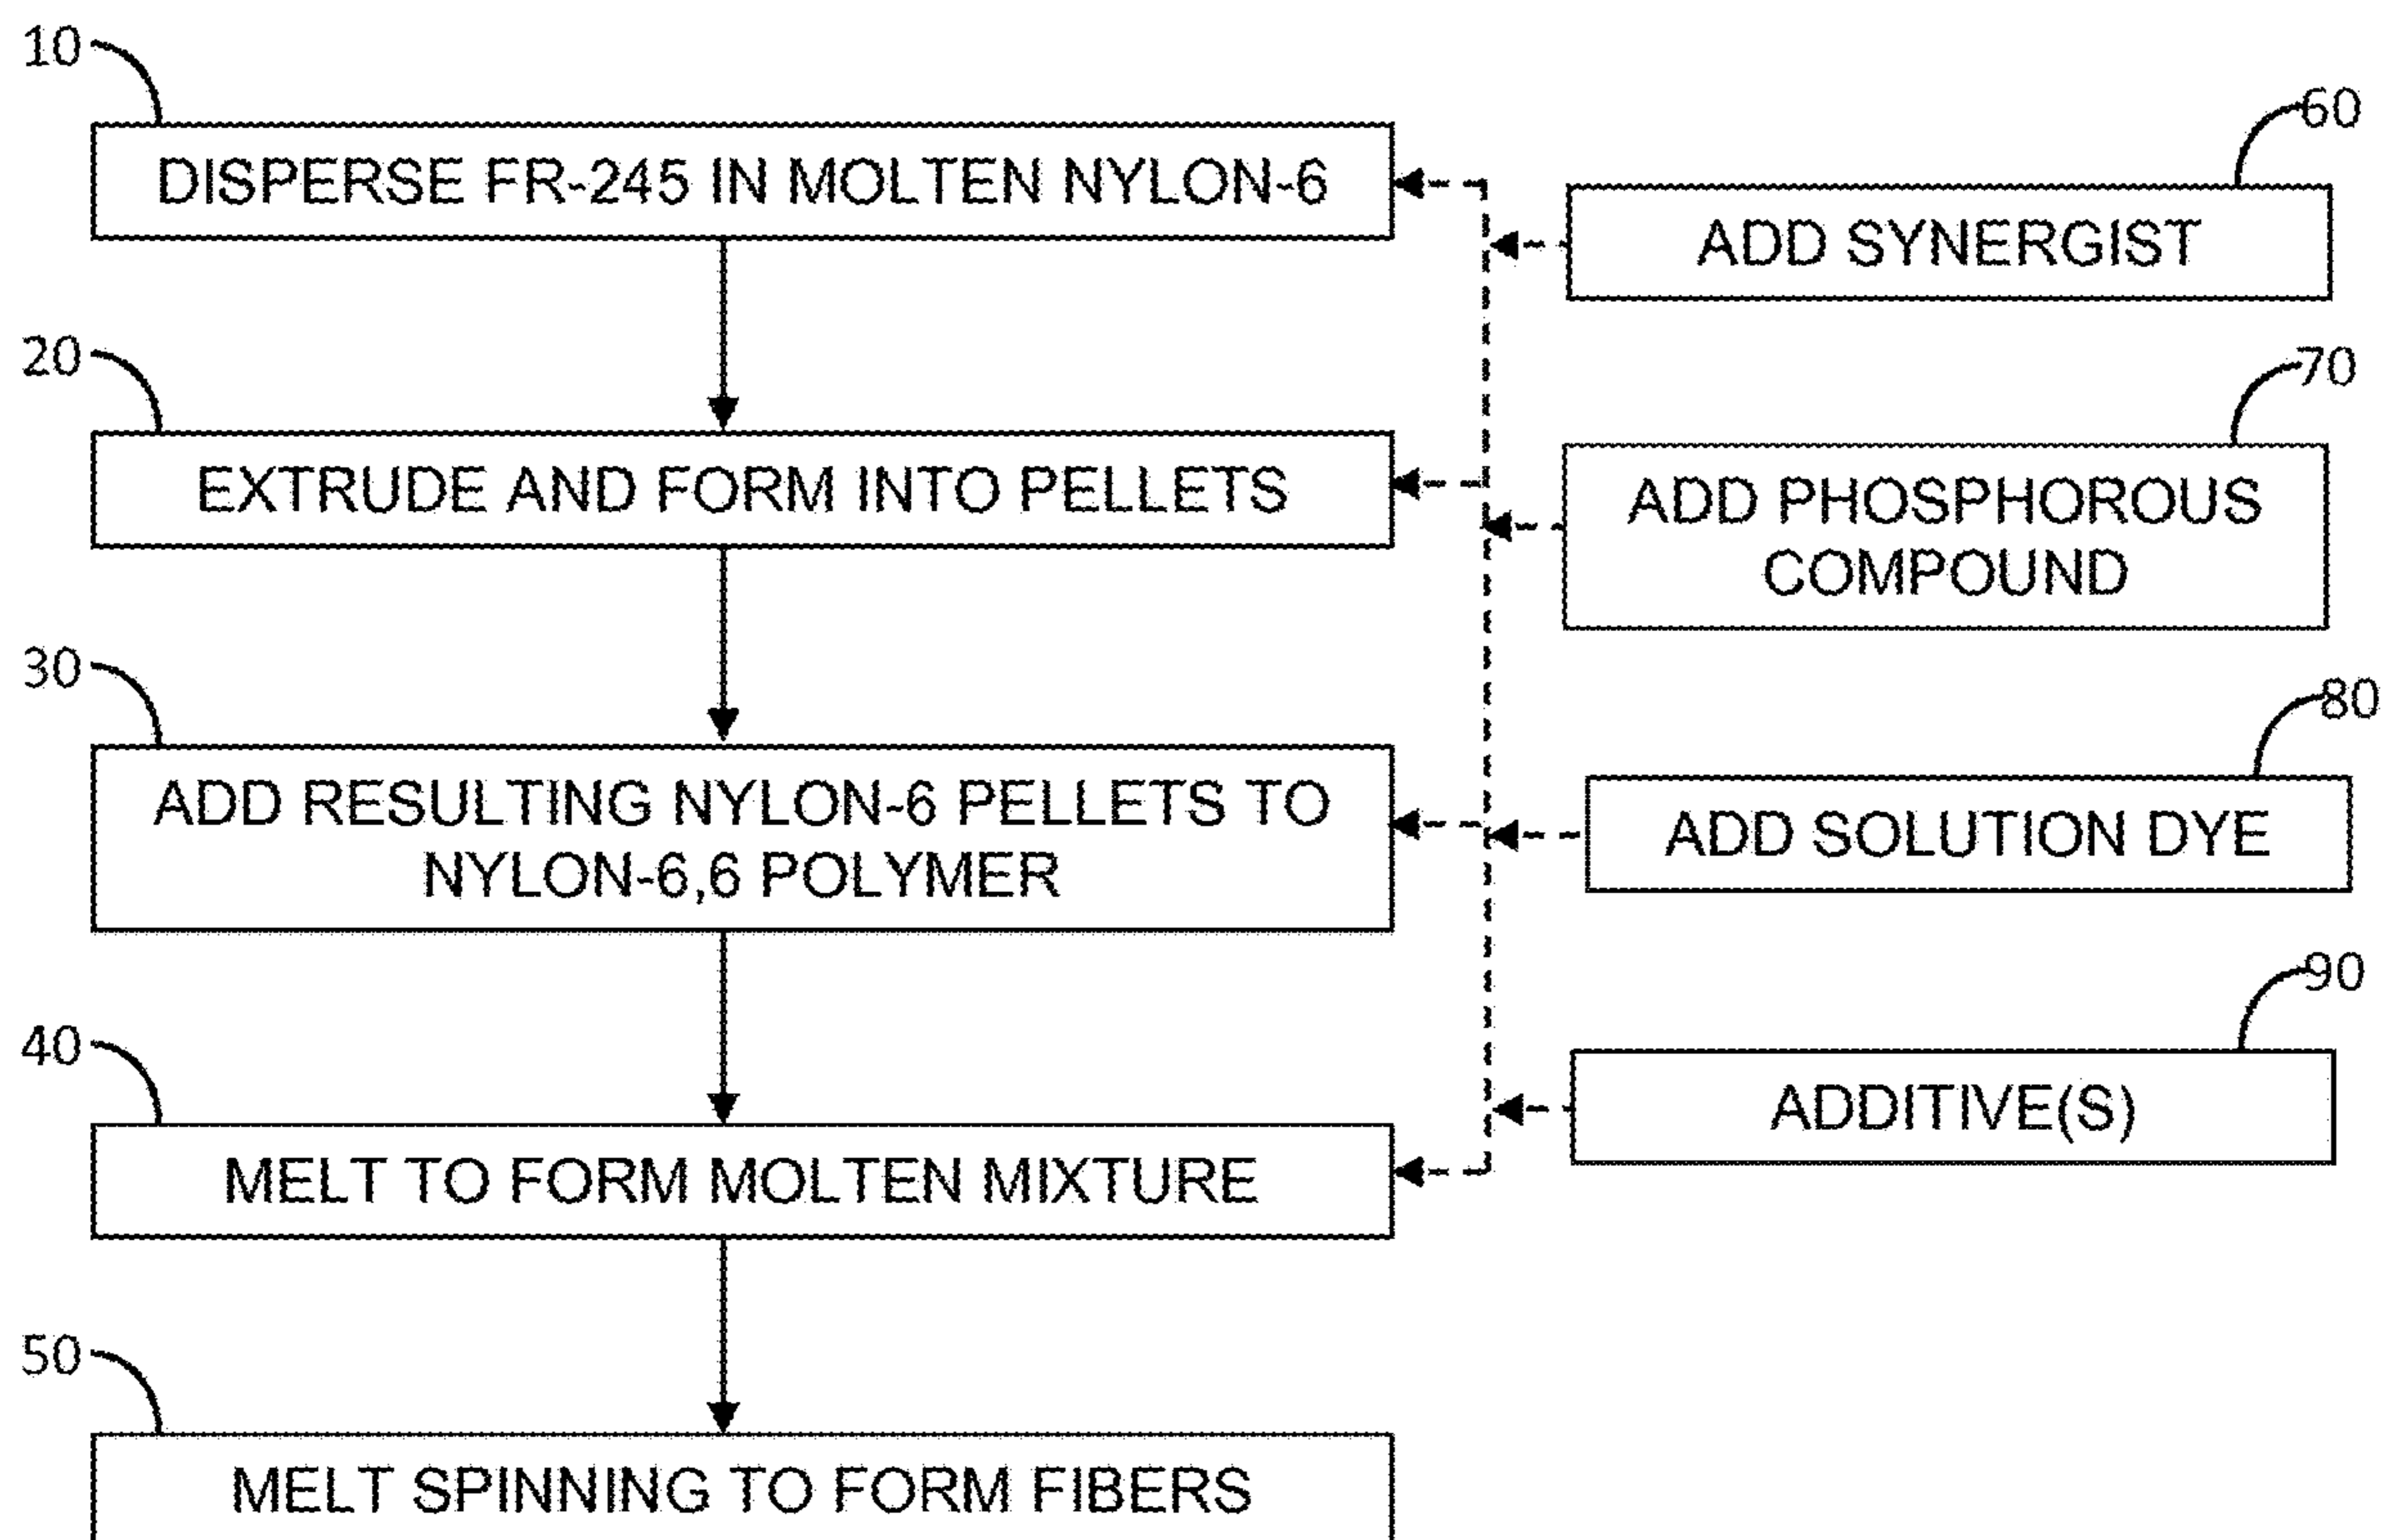 10
DISPERSE FR-245 IN MOLTEN NYLON-6
60
ADD SYNERGIST
20
EXTRUDE AND FORM INTO PELLETS
70
ADD PHOSPHOROUS
COMPOUND
30
ADD RESULTING NYLON-6 PELLETS TO
NYLON-6,6 POLYMER
80
ADD SOLUTION DYE
40
MELT TO FORM MOLTEN MIXTURE
90
ADDITIVE(S)
50
MELT SPINNING TO FORM FIBERS